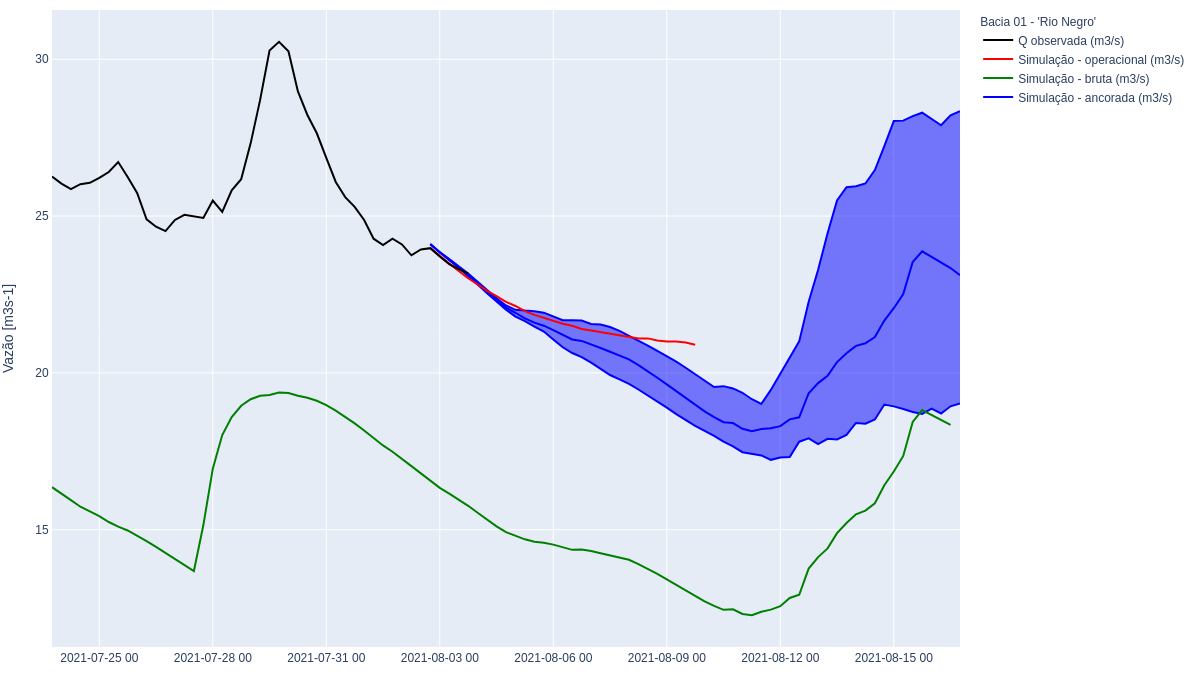 Bacia 01 - 'Rio Negro'
Q observada (m3/s)
Simulação - operacional (m3/s)
Simulação - bruta (m3/s)
Simulação - ancorada (m3/s)
Vazão [m3s-1]
30
25
20
15
2021-07-25 00
2021-07-28 00
2021-07-31 00
2021-08-03 00
2021-08-06 00
2021-08-09 00
2021-08-12 00
2021-08-15 00